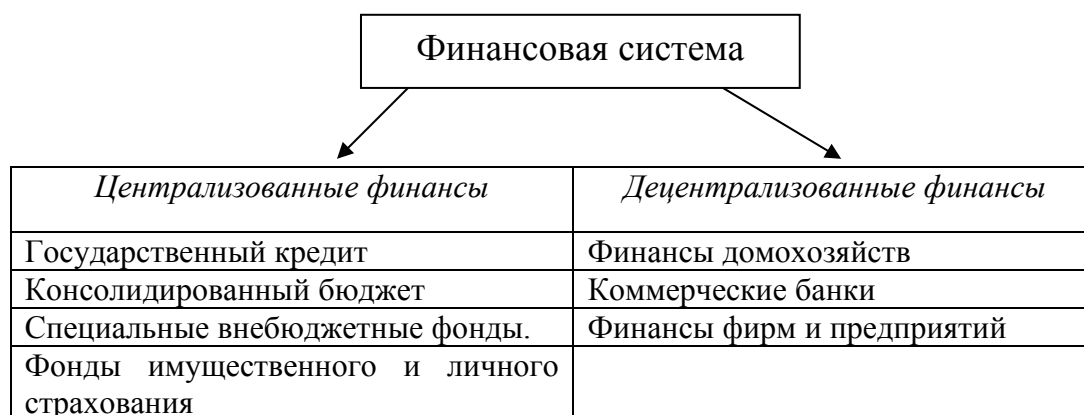 Финансовая система
Централизованные финансы
Децентрализованные финансы
Государственный кредит
Финансы домохозяйств
Консолидированный бюджет
Коммерческие банки
Специальные внебюджетные фонды.
Финансы фирм и предприятий
Фонды имущественного и личного
страхования